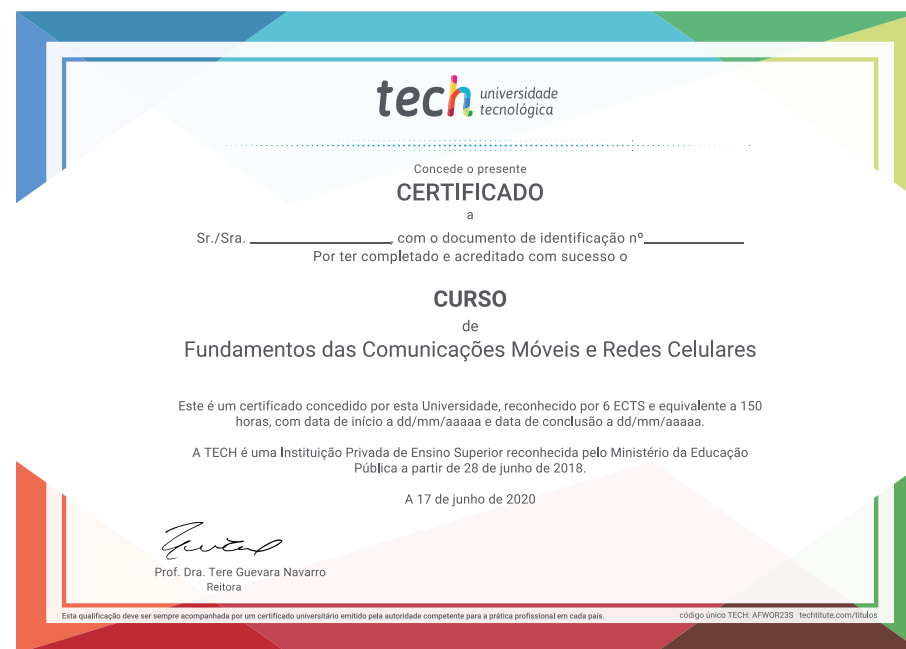 tech universidade
tecnológica
Concede o presente
CERTIFICADO
a
Sr./Sra. ____________________, com o documento de identificação nº______________
Por ter completado e acreditado com sucesso o
CURSO
de
Fundamentos das Comunicações Móveis e Redes Celulares
Este é um certificado concedido por esta Universidade, reconhecido por 6 ECTS e equivalente a 150
horas, com data de início a dd/mm/aaaaa e data de conclusão a dd/mm/aaaaa.
A TECH é uma Instituição Privada de Ensino Superior reconhecida pelo Ministério da Educação
Pública a partir de 28 de junho de 2018.
A 17 de junho de 2020
Prof. Dra. Tere Guevara Navarro
Reitora
Esta qualificação deve ser sempre acompanhada por um certificado universitário emitido pela autoridade competente para a prática profissional em cada país. código único TECH: AFWOR23S techtitute.com/titulos